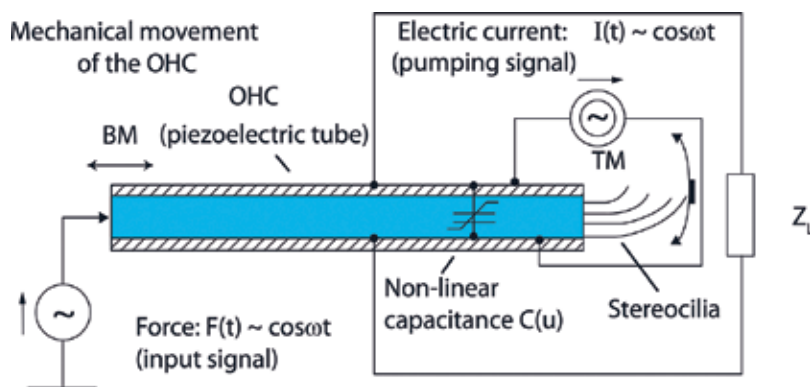 Mechanical movement
of the OHC
Electric current: I(t) ~ cosωt
(pumping signal)
OHC
(piezoelectric tube)
BM
~
TM
Z_L
~
Non-linear
capacitance C(u)
Stereocilia
Force: F(t) ~ cosωt
(input signal)